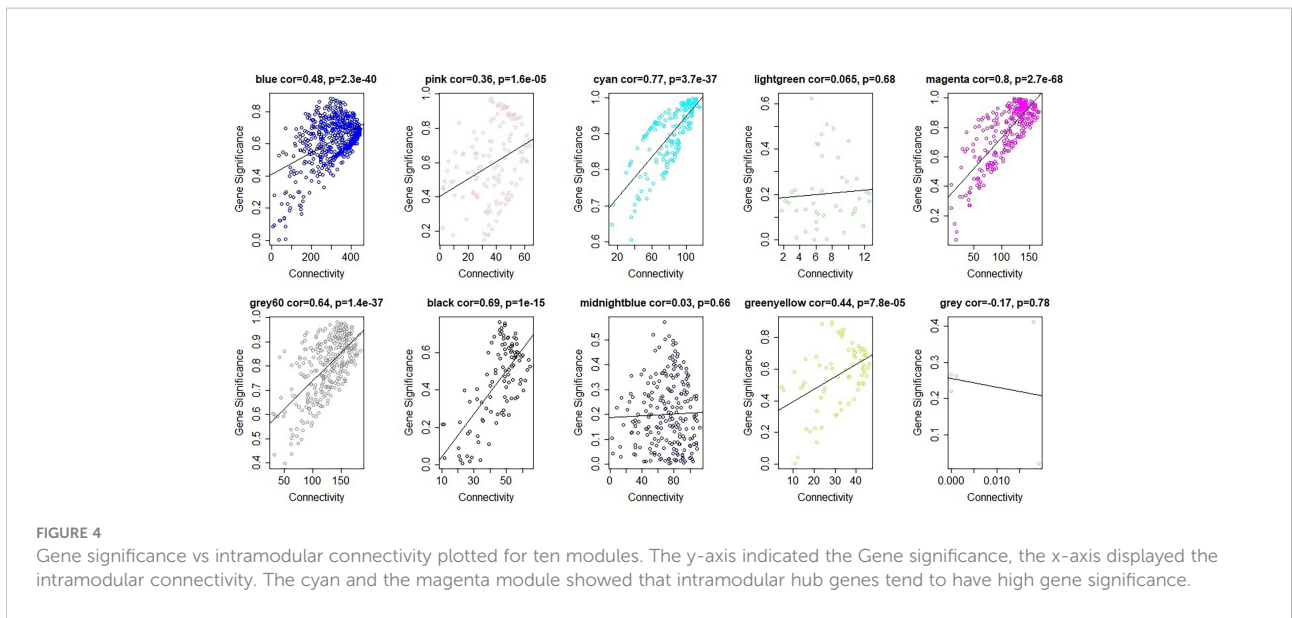 blue cor=0.48, p=2.3e-40
Gene Significance
0.0 0.2 0.4 0.6 0.8
0 100 200 300 400
Connectivity
pink cor=0.36, p=1.6e-05
Gene Significance
0.2 0.4 0.6 0.8 1.0
0 10 20 30 40 50 60
Connectivity
cyan cor=0.77, p=3.7e-37
Gene Significance
0.6 0.7 0.8 0.9 1.0
20 60 100
Connectivity
lightgreen cor=0.065, p=0.68
Gene Significance
0.0 0.1 0.2 0.3 0.4 0.5 0.6
2 4 6 8 10 12
Connectivity
magenta cor=0.8, p=2.7e-68
Gene Significance
0.2 0.4 0.6 0.8 1.0
50 100 150
Connectivity
grey60 cor=0.64, p=1.4e-37
Gene Significance
0.4 0.5 0.6 0.7 0.8 0.9 1.0
50 100 150
Connectivity
black cor=0.69, p=1e-15
Gene Significance
0.0 0.2 0.4 0.6
10 30 50
Connectivity
midnightblue cor=0.03, p=0.66
Gene Significance
0.0 0.1 0.2 0.3 0.4 0.5
0 20 40 60 80
Connectivity
greenyellow cor=0.44, p=7.8e-05
Gene Significance
0.0 0.2 0.4 0.6 0.8
10 20 30 40
Connectivity
grey cor=-0.17, p=0.78
Gene Significance
0.1 0.2 0.3 0.4
0.000 0.010
Connectivity
FIGURE 4
Gene significance vs intramodular connectivity plotted for ten modules. The y-axis indicated the Gene significance, the x-axis displayed the
intramodular connectivity. The cyan and the magenta module showed that intramodular hub genes tend to have high gene significance.